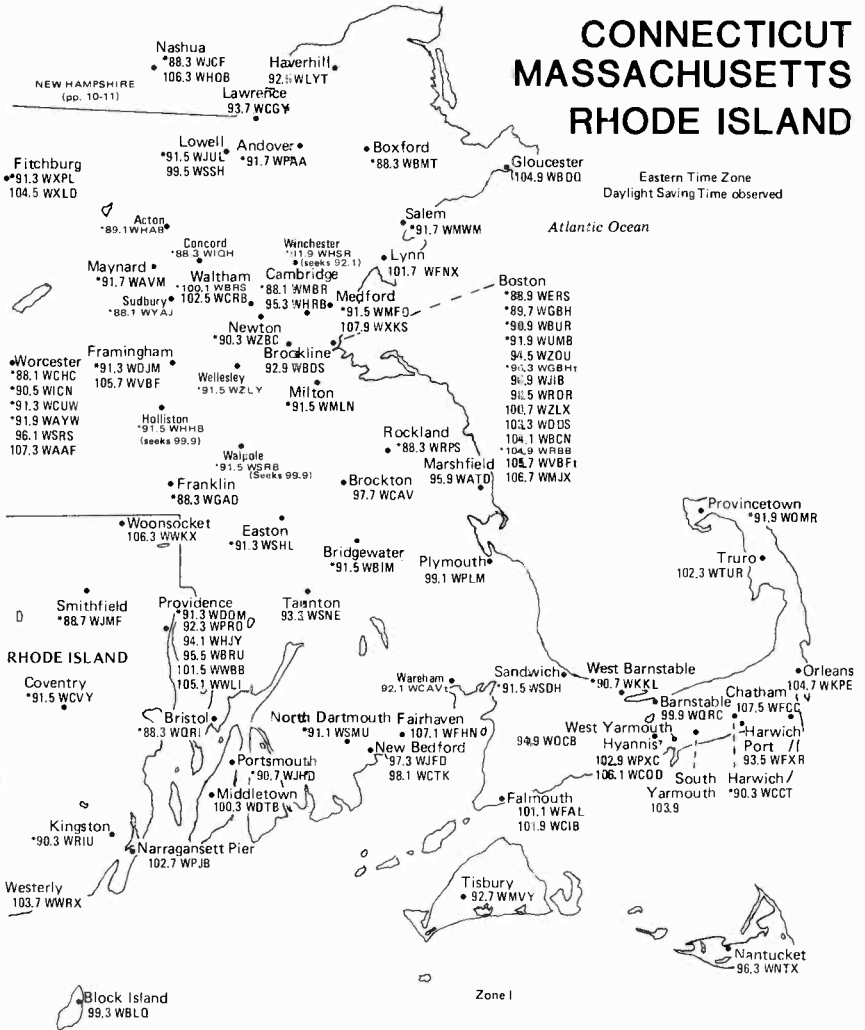 CONNECTICUT
MASSACHUSETTS
RHODE ISLAND
Nashua
*88.3 WJCF
106.3 WHOB
Haverhill
WLYT
NEW HAMPSHIRE
(pp. 10-11)
Lawrence
93.7 WCGY
Lowell
*91.5 WJUL
99.5 WSSH
Andover
*91.7 WPAA
Boxford
*88.3 WBMT
Gloucester
104.9 WBDQ
Fitchburg
*91.3 WXPL
104.5 WXLO
Eastern Time Zone
Daylight Saving Time observed
Atlantic Ocean
Acton
*89.1 WHAB
Salem
*91.7 WMWM
Concord
*88.3 WIQH
Winchester
WHSR
(seeks 92.1)
Lynn
101.7 WFNX
Maynard
*91.7 WAVM
Waltham
*100.1 WBRS
102.5 WCRB
Cambridge
*88.1 WMBR
95.3 WHRB
Medford
*91.5 WMFO
107.9 WXKS
Sudbury
*88.1 WYAJ
Boston
*88.9 WERS
*89.7 WGBH
*90.9 WBUR
*91.9 WUMB
94.5 WZOU
WGBHt
WJIB
WROR
100.7 WZLX
103.3 WDDS
104.1 WBCN
*104.9 WRBB
105.7 WVBFt
106.7 WMJX
Newton
*90.3 WZBC
Brockline
92.9 WBDS
Worcester
*88.1 WCHC
*90.5 WICN
*91.3 WCUW
*91.9 WAYW
96.1 WSRS
107.3 WAAF
Framingham
*91.3 WDJM
105.7 WVBF
Wellesley
*91.5 WZLY
Milton
*91.5 WMLN
Holliston
*91.5 WHHB
(seeks 99.9)
Walpole
*91.5 WSRB
(Seeks 99.9)
Rockland
*88.3 WRPS
Marshfield
95.9 WATD
Franklin
*88.3 WGAO
Brockton
97.7 WCAV
Woonsocket
106.3 WWKX
Easton
*91.3 WSHL
Bridgewater
*91.5 WBIM
Plymouth
99.1 WPLM
Provincetown
*91.9 WOMR
Truro
102.3 WTUR
Smithfield
*88.7 WJMF
Providence
*91.3 WDOM
92.3 WPRO
94.1 WHJY
95.5 WBRU
101.5 WWBB
105.1 WWLI
Taunton
93.3 WSNE
RHODE ISLAND
Coventry
*91.5 WCVY
Wareham
92.1 WCAVt
Sandwich
*91.5 WSDH
West Barnstable
*90.7 WKKL
Orleans
104.7 WKPE
Barnstable
99.9 WQRC
Chatham
107.5 WFCC
Bristol
*88.3 WQRI
North Dartmouth
*91.1 WSMU
Fairhaven
107.1 WFHN
New Bedford
97.3 WJFD
98.1 WCTK
94.9 WOCB
West Yarmouth
Hyannis
102.9 WPXC
106.1 WCOD
Harwich
Port
93.5 WFXR
Portsmouth
*90.7 WJHD
South
Yarmouth
103.9
Harwich
*90.3 WCCT
Middletown
100.3 WDTB
Falmouth
101.1 WFAL
101.9 WCIB
Kingston
*90.3 WRIU
Narragansett Pier
102.7 WPJB
Westerly
103.7 WWRX
Tisbury
92.7 WMVY
Nantucket
96.3 WNTX
Block Island
99.3 WBLQ
Zone I